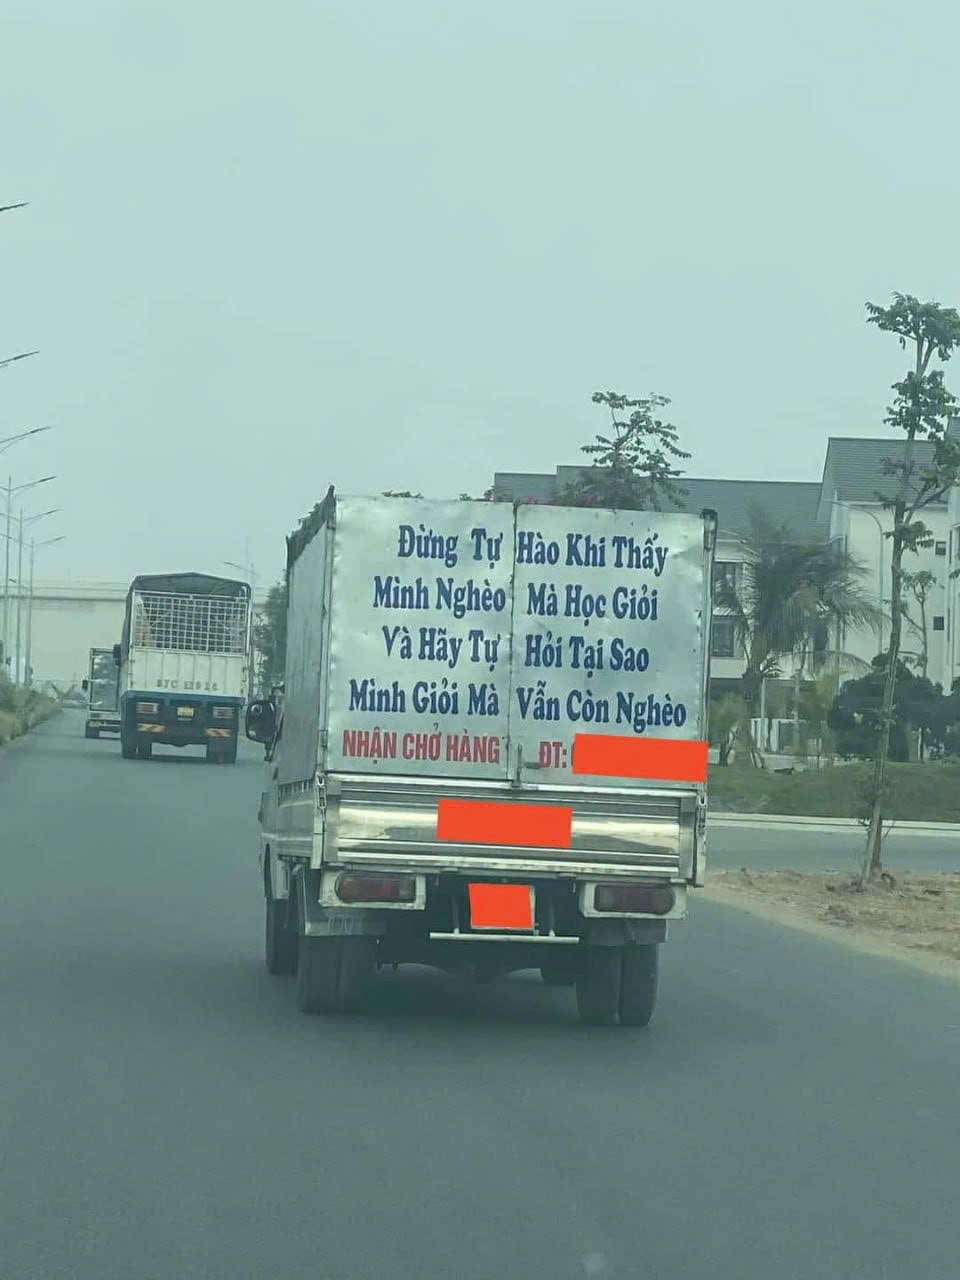 Đừng Tự Hào Khi Thấy
Mình Nghèo Mà Học Giỏi
Và Hãy Tự Hỏi Tại Sao
Mình Giỏi Mà Vẫn Còn Nghèo
NHẬN CHỞ HÀNG ĐT: